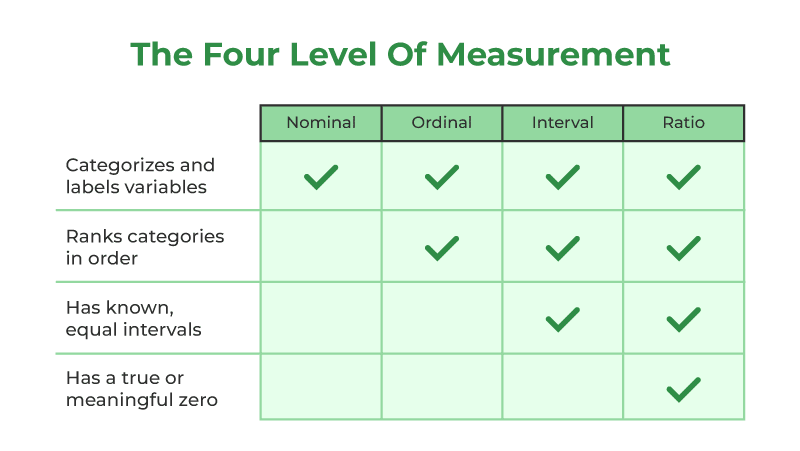 The Four Level Of Measurement
Nominal Ordinal Interval Ratio
Categorizes and
labels variables
Ranks categories
in order
Has known,
equal intervals
Has a true or
meaningful zero